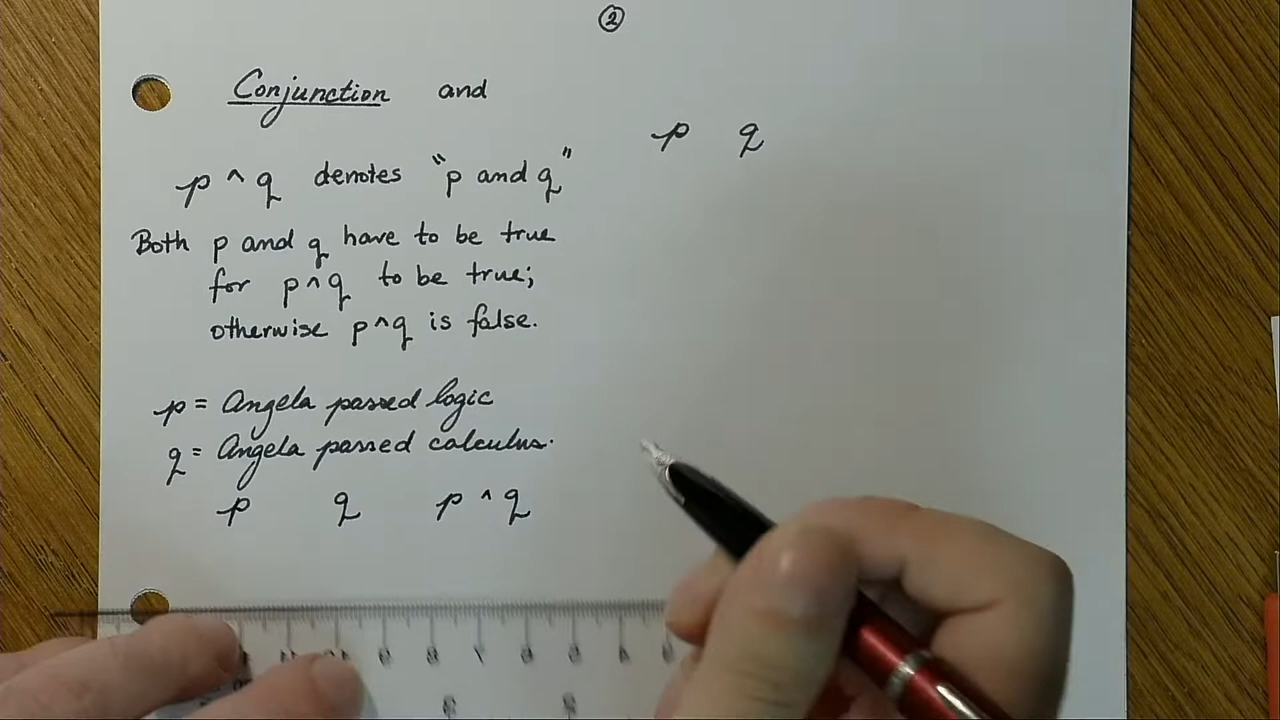 ②
Conjunction and
p ^ q denotes "p and q"
Both p and q have to be true
for p^q to be true;
otherwise p^q is false.
p = Angela passed logic
q = Angela passed calculus.
p q p ^ q
p q